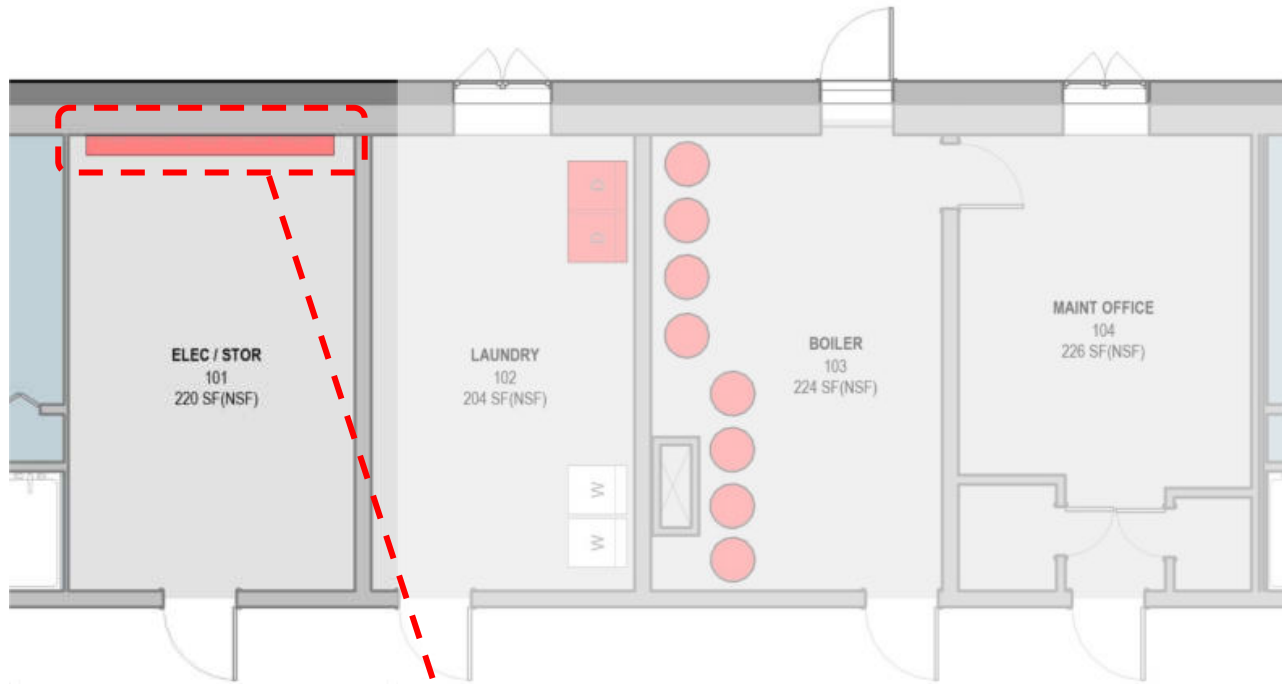 ELEC / STOR
101
220 SF(NSF)
LAUNDRY
102
204 SF(NSF)
BOILER
103
224 SF(NSF)
MAINT OFFICE
104
226 SF(NSF)
D
D
W
W